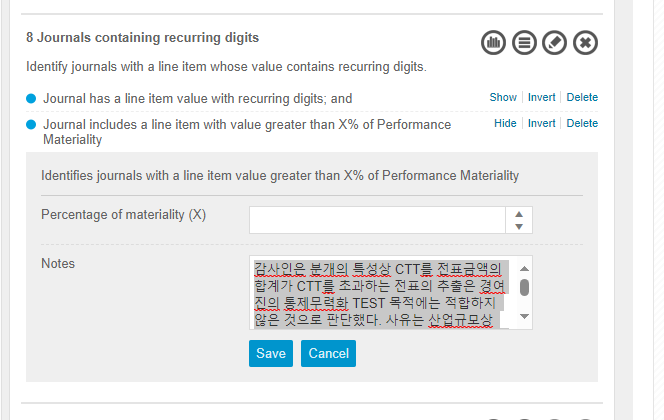 8 Journals containing recurring digits
Identify journals with a line item whose value contains recurring digits.
Journal has a line item value with recurring digits; and
Show Invert Delete
Journal includes a line item with value greater than X% of Performance
Materiality
Hide Invert Delete
Identifies journals with a line item value greater than X% of Performance Materiality
Percentage of materiality (X)
Notes
감사인은 분개의 특성상 CTT를 전표금액의
합계가 CTT를 초과하는 전표의 추출은 경여
진의 통제무력화 TEST 목적에는 적합하지
않은 것으로 판단했다. 사유는 산업규모상
Save Cancel